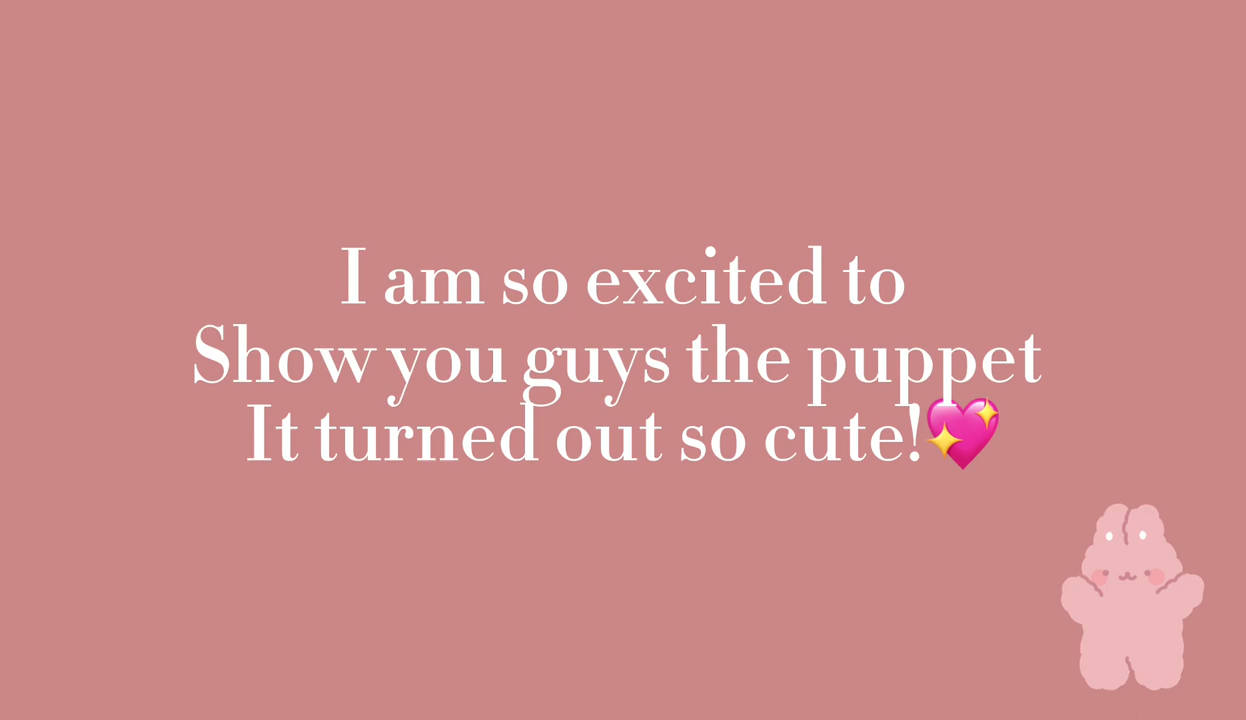 I am so excited to
Show you guys the puppet
It turned out so cute!💖